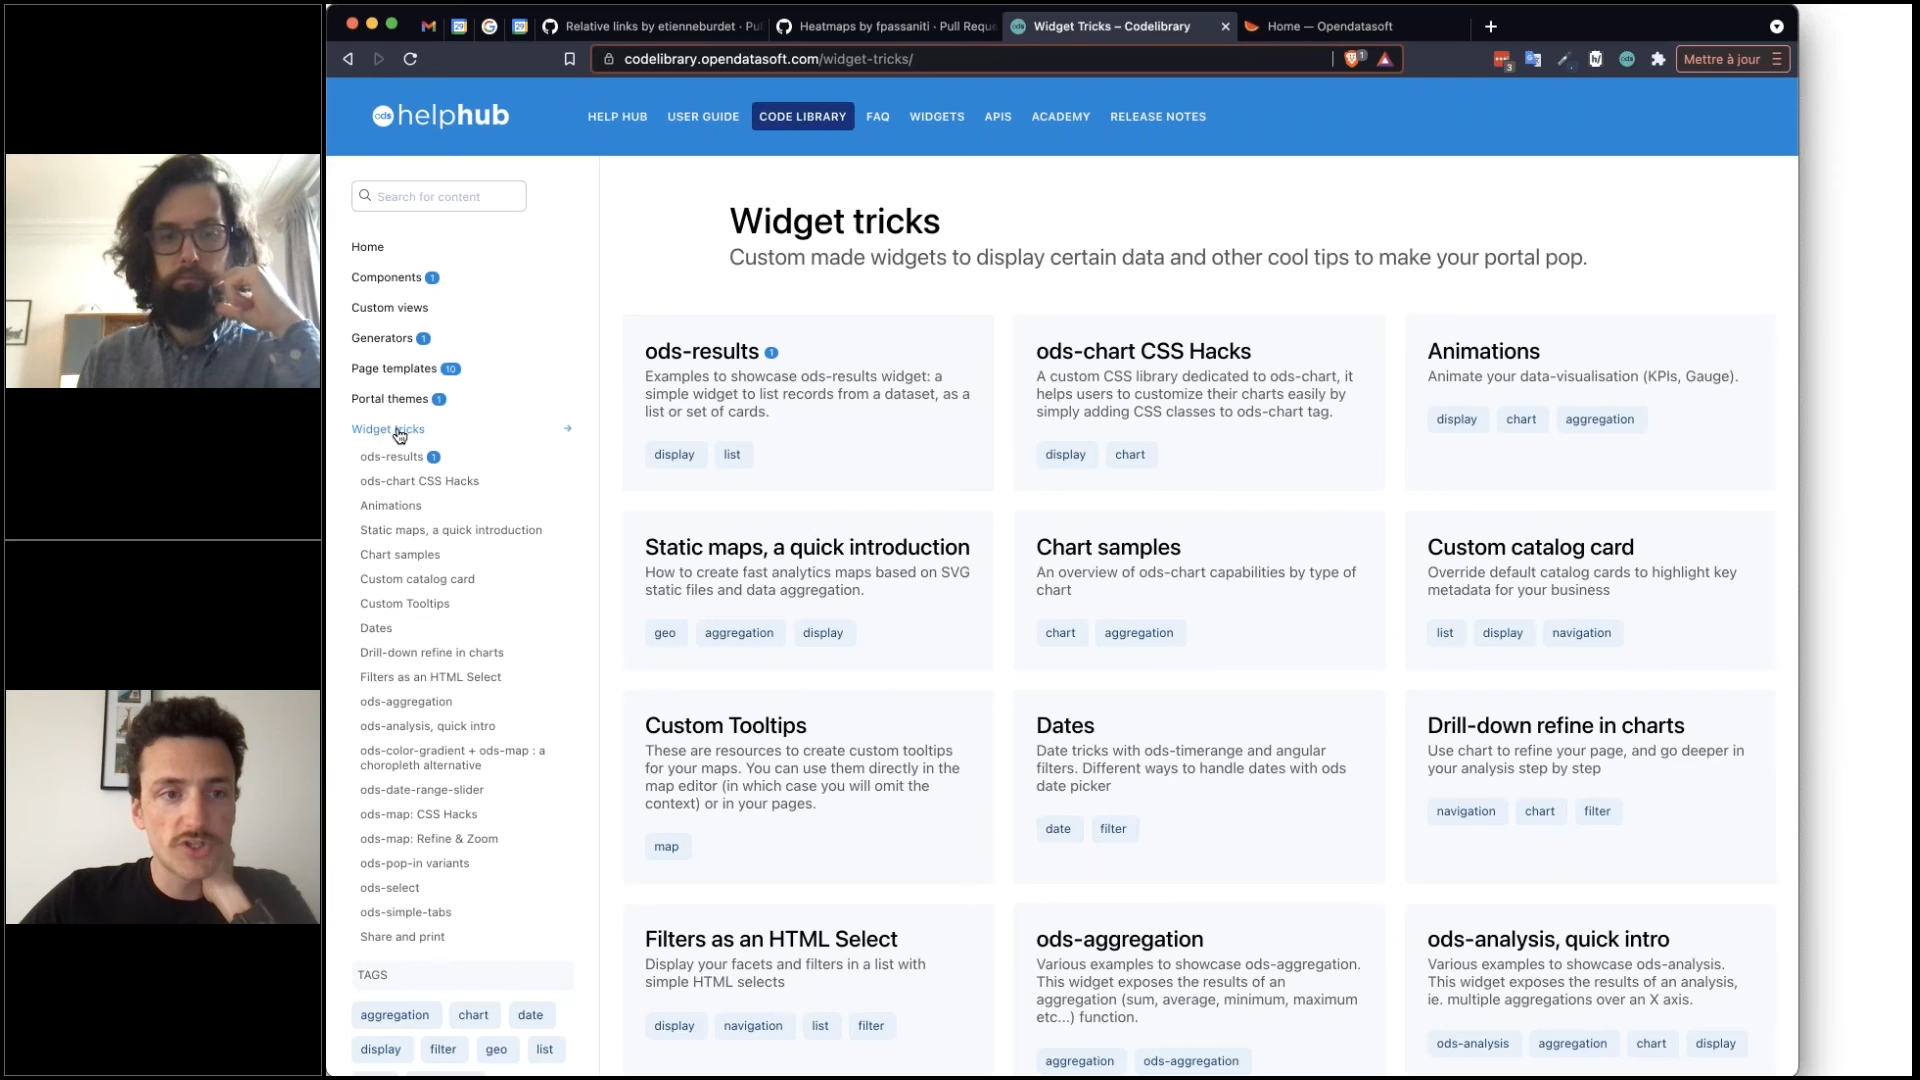 Relative links by etienneburdet · Pul
Heatmaps by fpassaniti · Pull Reque
Widget Tricks – Codelibrary
Home — Opendatasoft
codelibrary.opendatasoft.com/widget-tricks/
1
3
Mettre à jour
ods helphub
HELP HUB
USER GUIDE
CODE LIBRARY
FAQ
WIDGETS
APIS
ACADEMY
RELEASE NOTES
Search for content
Home
Components 1
Custom views
Generators 1
Page templates 10
Portal themes 1
Widget tricks
ods-results 1
ods-chart CSS Hacks
Animations
Static maps, a quick introduction
Chart samples
Custom catalog card
Custom Tooltips
Dates
Drill-down refine in charts
Filters as an HTML Select
ods-aggregation
ods-analysis, quick intro
ods-color-gradient + ods-map : a
choropleth alternative
ods-date-range-slider
ods-map: CSS Hacks
ods-map: Refine & Zoom
ods-pop-in variants
ods-select
ods-simple-tabs
Share and print
TAGS
aggregation chart date
display filter geo list
Widget tricks
Custom made widgets to display certain data and other cool tips to make your portal pop.
ods-results 1
Examples to showcase ods-results widget: a
simple widget to list records from a dataset, as a
list or set of cards.
display list
ods-chart CSS Hacks
A custom CSS library dedicated to ods-chart, it
helps users to customize their charts easily by
simply adding CSS classes to ods-chart tag.
display chart
Animations
Animate your data-visualisation (KPIs, Gauge).
display chart aggregation
Static maps, a quick introduction
How to create fast analytics maps based on SVG
static files and data aggregation.
geo aggregation display
Chart samples
An overview of ods-chart capabilities by type of
chart
chart aggregation
Custom catalog card
Override default catalog cards to highlight key
metadata for your business
list display navigation
Custom Tooltips
These are resources to create custom tooltips
for your maps. You can use them directly in the
map editor (in which case you will omit the
context) or in your pages.
map
Dates
Date tricks with ods-timerange and angular
filters. Different ways to handle dates with ods
date picker
date filter
Drill-down refine in charts
Use chart to refine your page, and go deeper in
your analysis step by step
navigation chart filter
Filters as an HTML Select
Display your facets and filters in a list with
simple HTML selects
display navigation list filter
ods-aggregation
Various examples to showcase ods-aggregation.
This widget exposes the results of an
aggregation (sum, average, minimum, maximum
etc...) function.
aggregation ods-aggregation
ods-analysis, quick intro
Various examples to showcase ods-analysis.
This widget exposes the results of an analysis,
ie. multiple aggregations over an X axis.
ods-analysis aggregation chart display